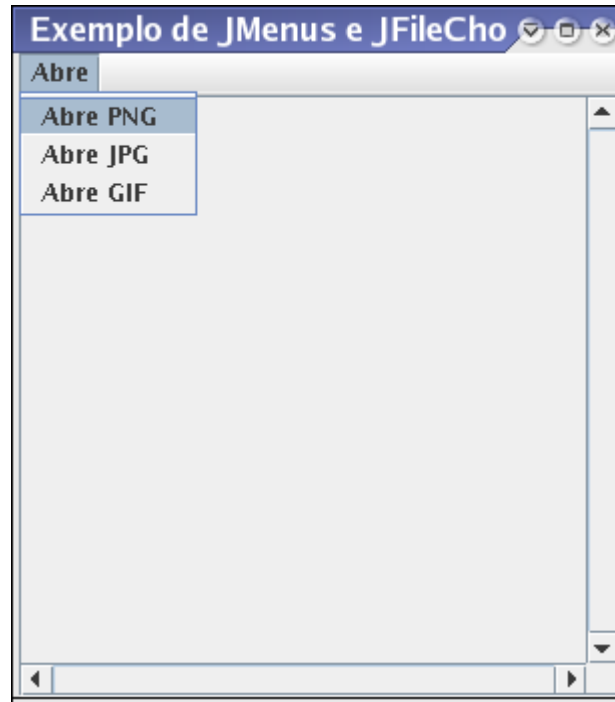 Exemplo de JMenus e JFileCho
Abre
Abre PNG
Abre JPG
Abre GIF